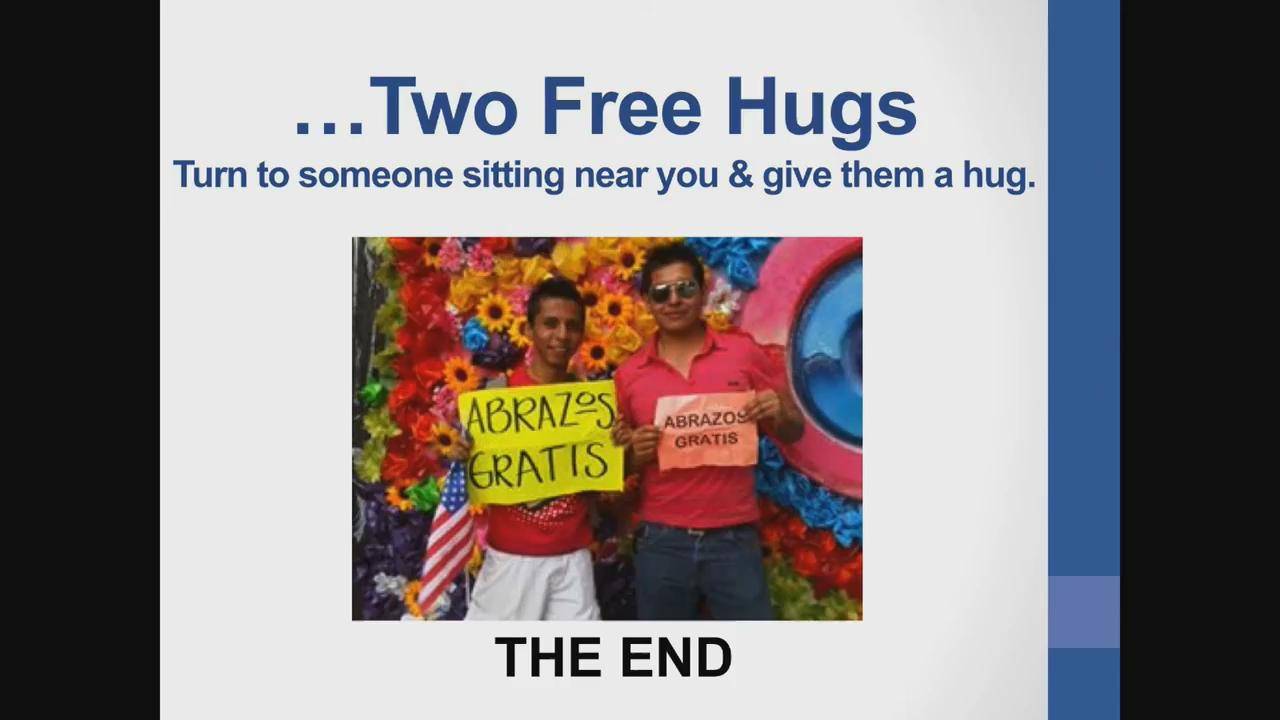 ...Two Free Hugs
Turn to someone sitting near you & give them a hug.
ABRAZOS
GRATIS
ABRAZOS
GRATIS
THE END